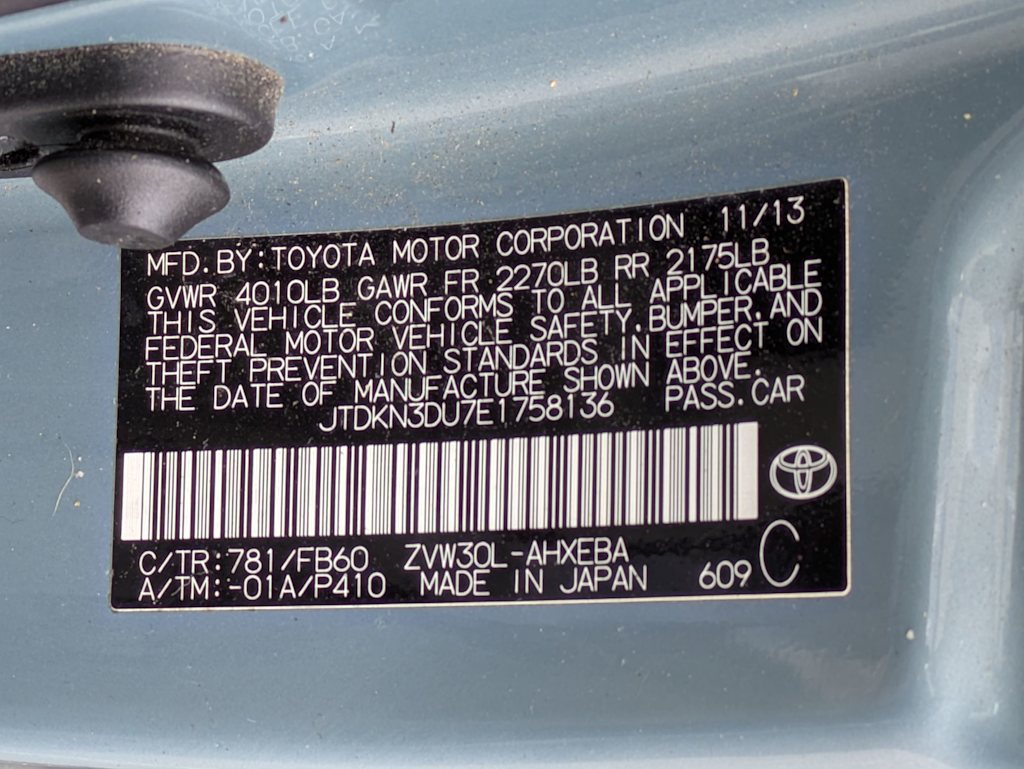 MFD.BY:TOYOTA MOTOR CORPORATION 11/13
GVWR 4010LB GAWR FR 2270LB RR 2175LB
THIS VEHICLE CONFORMS TO ALL APPLICABLE
FEDERAL MOTOR VEHICLE SAFETY,BUMPER,AND
THEFT PREVENTION STANDARDS IN EFFECT ON
THE DATE OF MANUFACTURE SHOWN ABOVE.
JTDKN3DU7E1758136 PASS.CAR
C/TR:781/FB60 ZVW30L-AHXEBA
A/TM:-01A/P410 MADE IN JAPAN 609 C